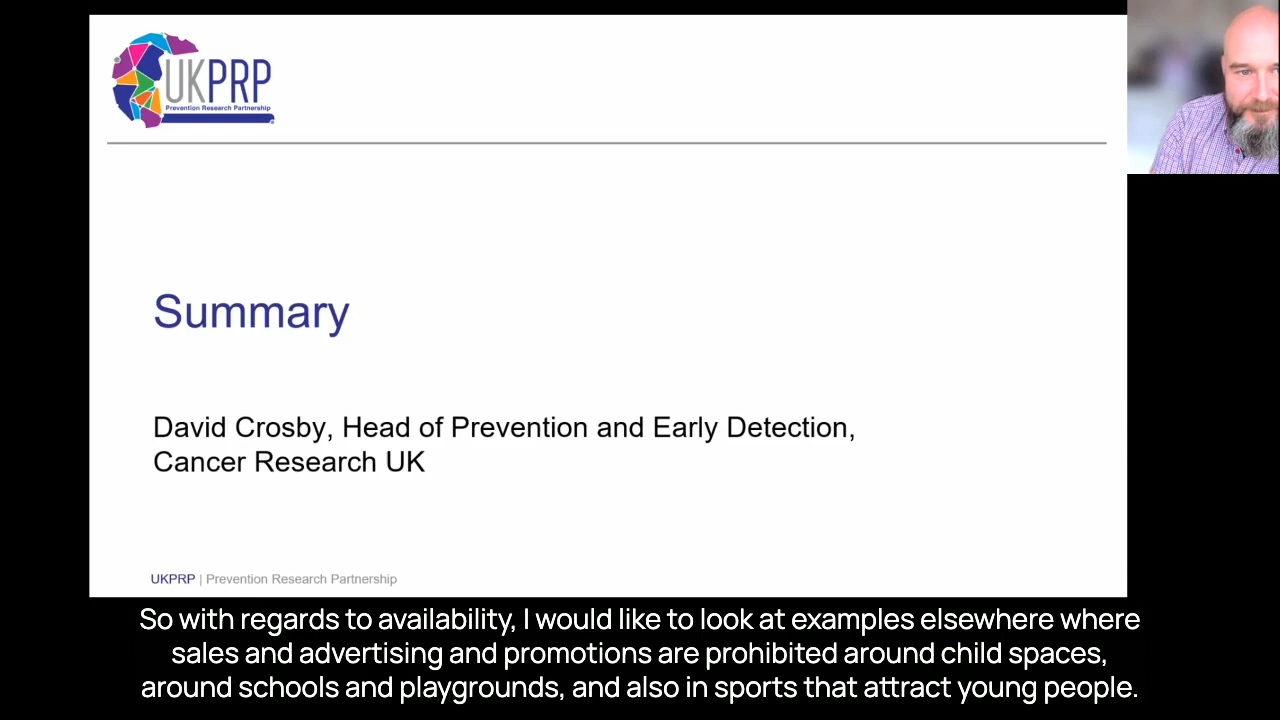 UKPRP
Prevention Research Partnership
Summary
David Crosby, Head of Prevention and Early Detection,
Cancer Research UK
UKPRP | Prevention Research Partnership
So with regards to availability, I would like to look at examples elsewhere where
sales and advertising and promotions are prohibited around child spaces,
around schools and playgrounds, and also in sports that attract young people.